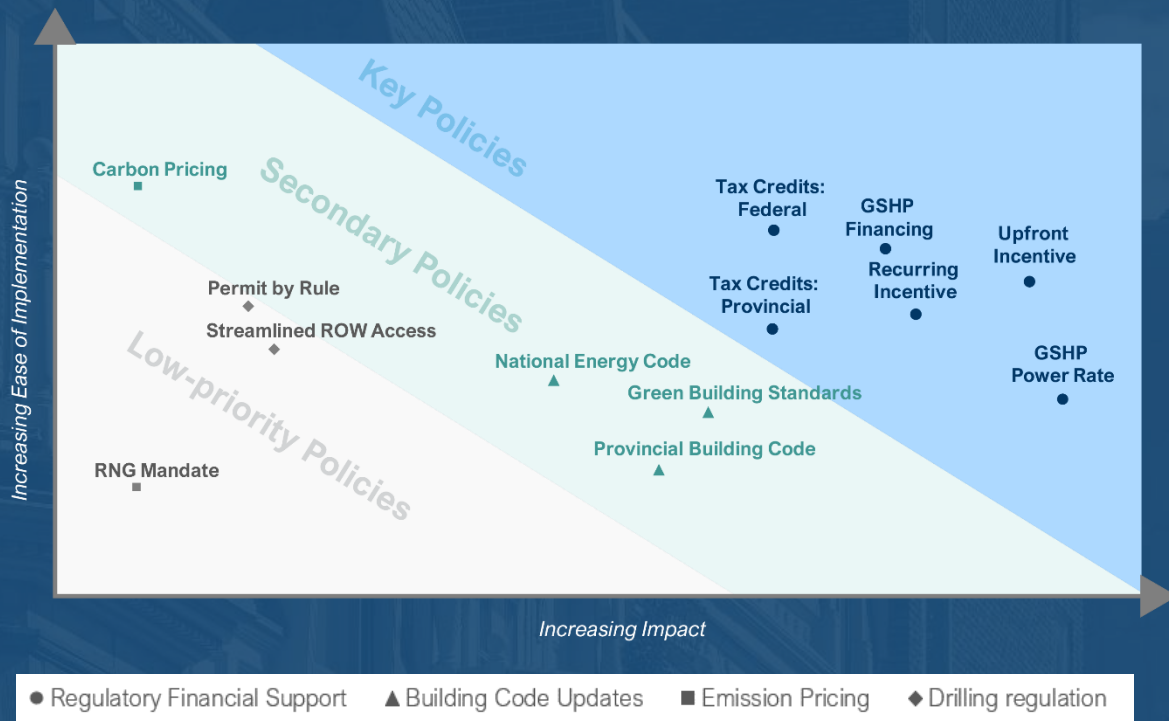 Key Policies
Secondary Policies
Low-priority Policies
Increasing Ease of Implementation
Carbon Pricing
Permit by Rule
Streamlined ROW Access
RNG Mandate
National Energy Code
Green Building Standards
Provincial Building Code
Tax Credits:
Federal
Tax Credits:
Provincial
GSHP
Financing
Recurring
Incentive
Upfront
Incentive
GSHP
Power Rate
Increasing Impact
Regulatory Financial Support
Building Code Updates
Emission Pricing
Drilling regulation